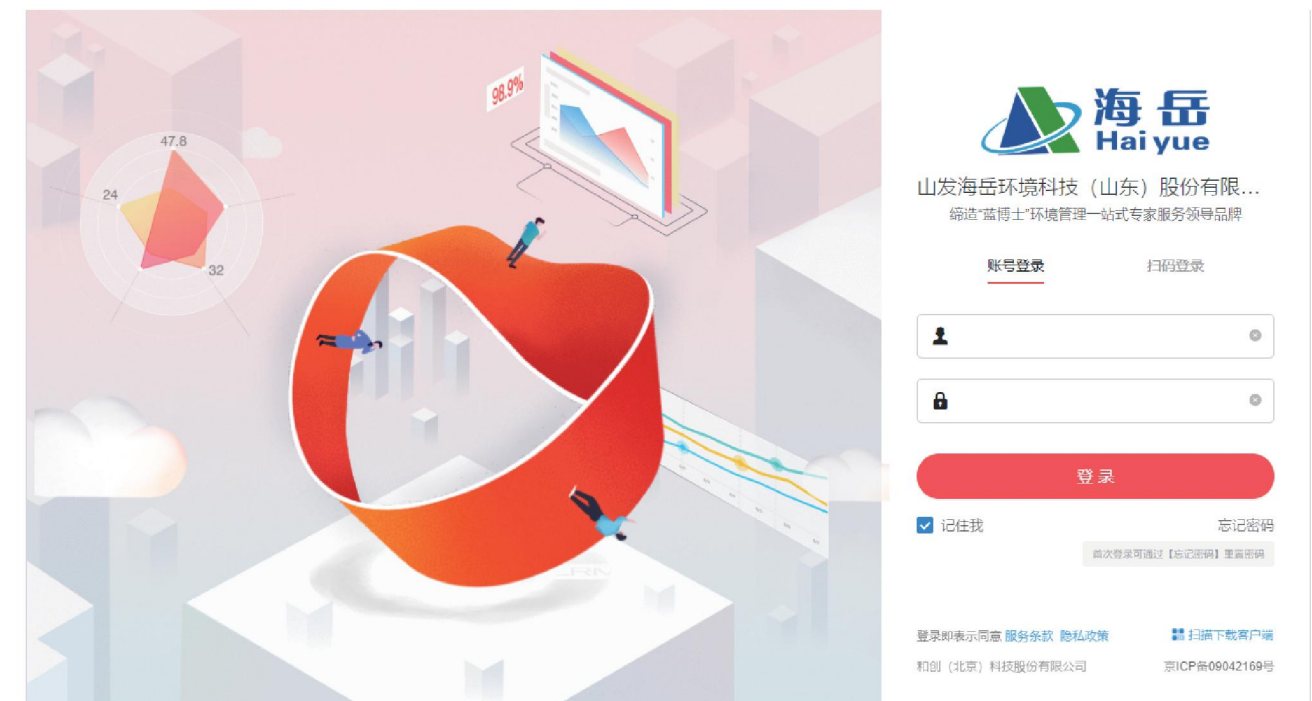 98.9%
47.8
24
32
海岳
Hai yue
山发海岳环境科技（山东）股份有限...
缔造“蓝博士”环境管理一站式专家服务领导品牌
账号登录 扫码登录
登录
记住我 忘记密码
首次登录可通过【忘记密码】重置密码
登录即表示同意 服务条款 隐私政策 扫描下载客户端
和创（北京）科技股份有限公司 京ICP备09042169号